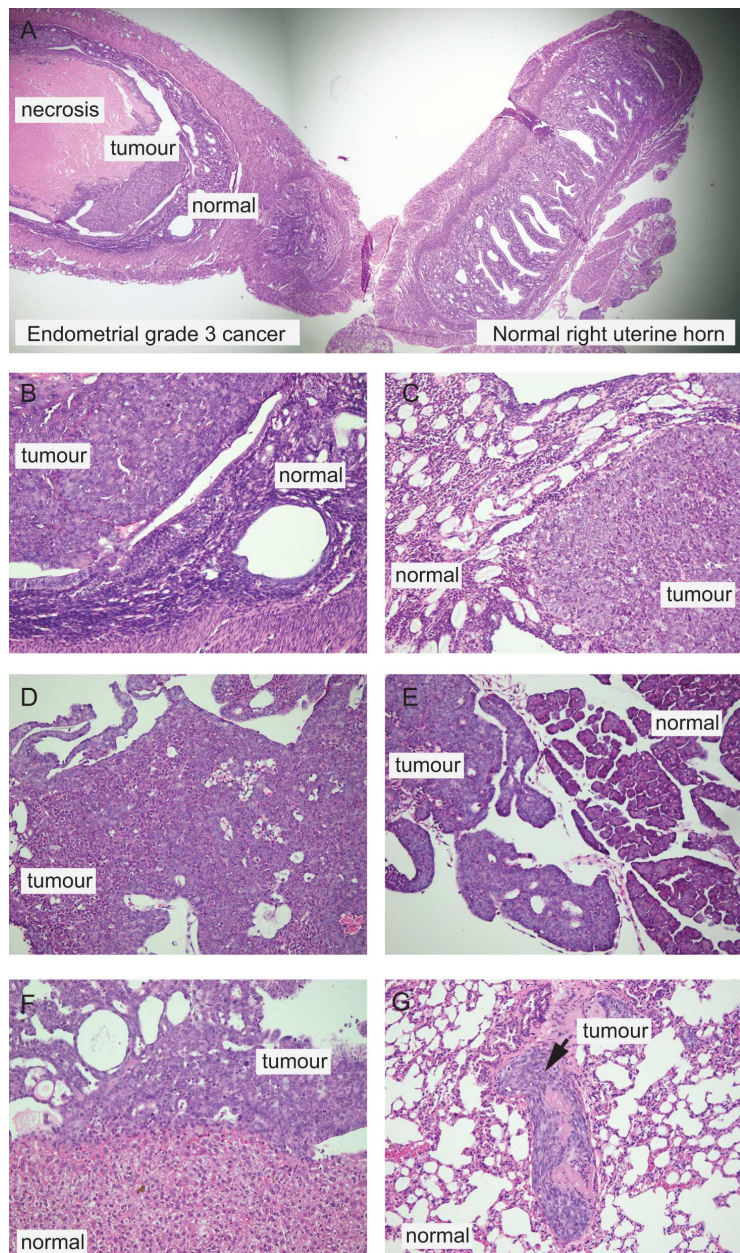 A
necrosis
tumour
normal
Endometrial grade 3 cancer
Normal right uterine horn
B
tumour
normal
C
normal
tumour
D
tumour
E
normal
tumour
F
tumour
normal
G
tumour
normal